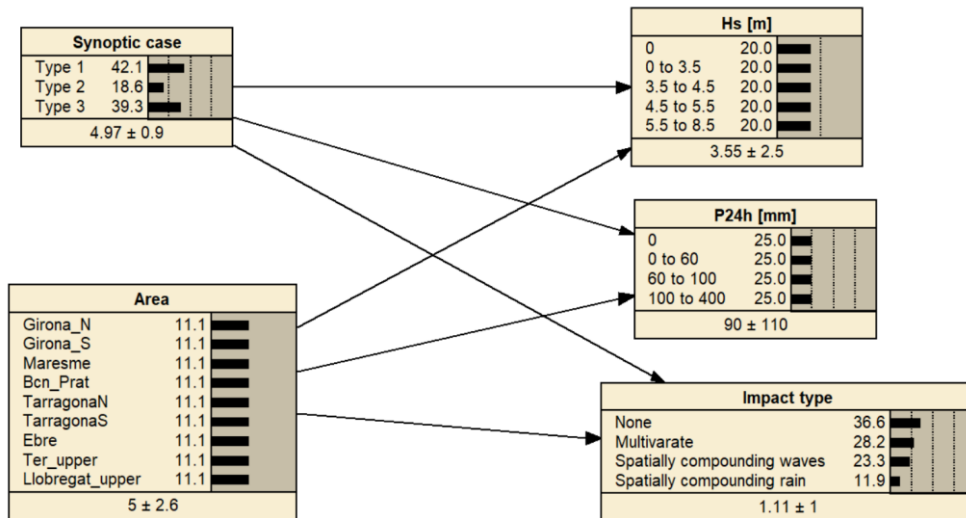 Synoptic case
Type 1 42.1
Type 2 18.6
Type 3 39.3
4.97 ± 0.9
Hs [m]
0 20.0
0 to 3.5 20.0
3.5 to 4.5 20.0
4.5 to 5.5 20.0
5.5 to 8.5 20.0
3.55 ± 2.5
P24h [mm]
0 25.0
0 to 60 25.0
60 to 100 25.0
100 to 400 25.0
90 ± 110
Area
Girona_N 11.1
Girona_S 11.1
Maresme 11.1
Bcn_Prat 11.1
TarragonaN 11.1
TarragonaS 11.1
Ebre 11.1
Ter_upper 11.1
Llobregat_upper 11.1
5 ± 2.6
Impact type
None 36.6
Multivarate 28.2
Spatially compounding waves 23.3
Spatially compounding rain 11.9
1.11 ± 1